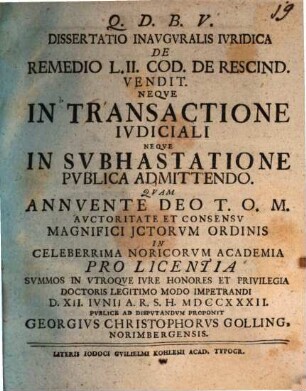 19
Q. D. B. V.
DISSERTATIO INAVGVRALIS IVRIDICA
DE
REMEDIO L. II. COD. DE RESCIND.
VENDIT.
NEQVE
IN TRANSACTIONE
IVDICIALI
NEQVE
IN SVBHASTATIONE
PVBLICA ADMITTENDO.
QVAM
ANNVENTE DEO T. O. M.
AVCTORITATE ET CONSENSV
MAGNIFICI JCTORVM ORDINIS
IN
CELEBERRIMA NORICORVM ACADEMIA
PRO LICENTIA
SVMMOS IN VTROQVE IVRE HONORES ET PRIVILEGIA
DOCTORIS LEGITIMO MODO IMPETRANDI
D. XII. IVNII A. R. S. H. MDCCXXXII.
PVBLICE AD DISPVTANDVM PROPONIT
GEORGIVS CHRISTOPHORVS GOLLING,
NORIMBERGENSIS.
LITERIS JODOCI GVILIELMI KOHLESII ACAD. TYPOGR.